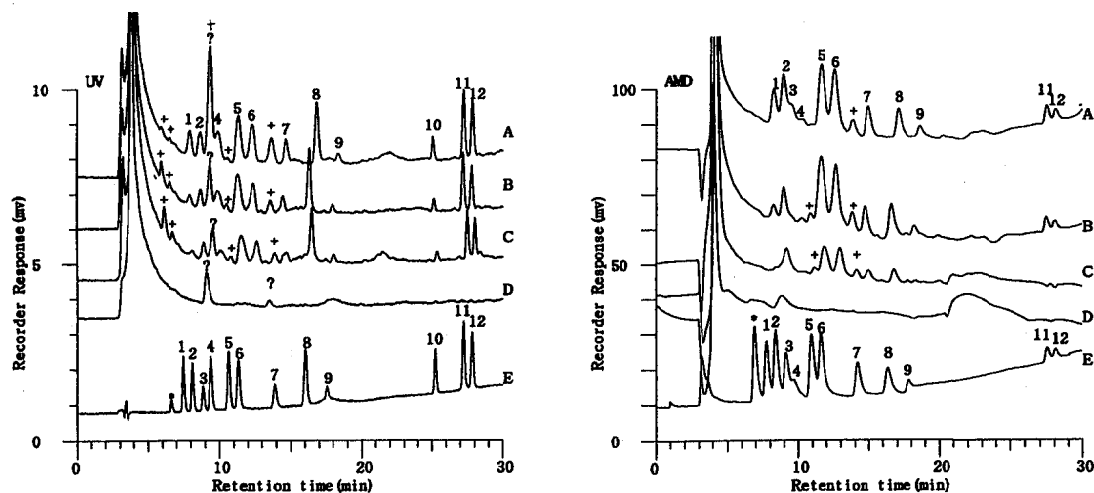 UV
10
5
0
Recorder Response (mv)
+ + 1 2 + ? 4 + 5 6 + 7 8 9 10 11 12 A
+ + ? + + B
+ + ? + + C
? ? D
* 1 2 3 4 5 6 7 8 9 10 11 12 E
0 10 20 30
Retention time (min)
AMD
100
50
0
Recorder Response (mv)
1 2 3 4 5 6 + 7 8 9 11 12 A
+ + B
+ + C
D
* 1 2 3 4 5 6 7 8 9 11 12 E
0 10 20 30
Retention time (min)